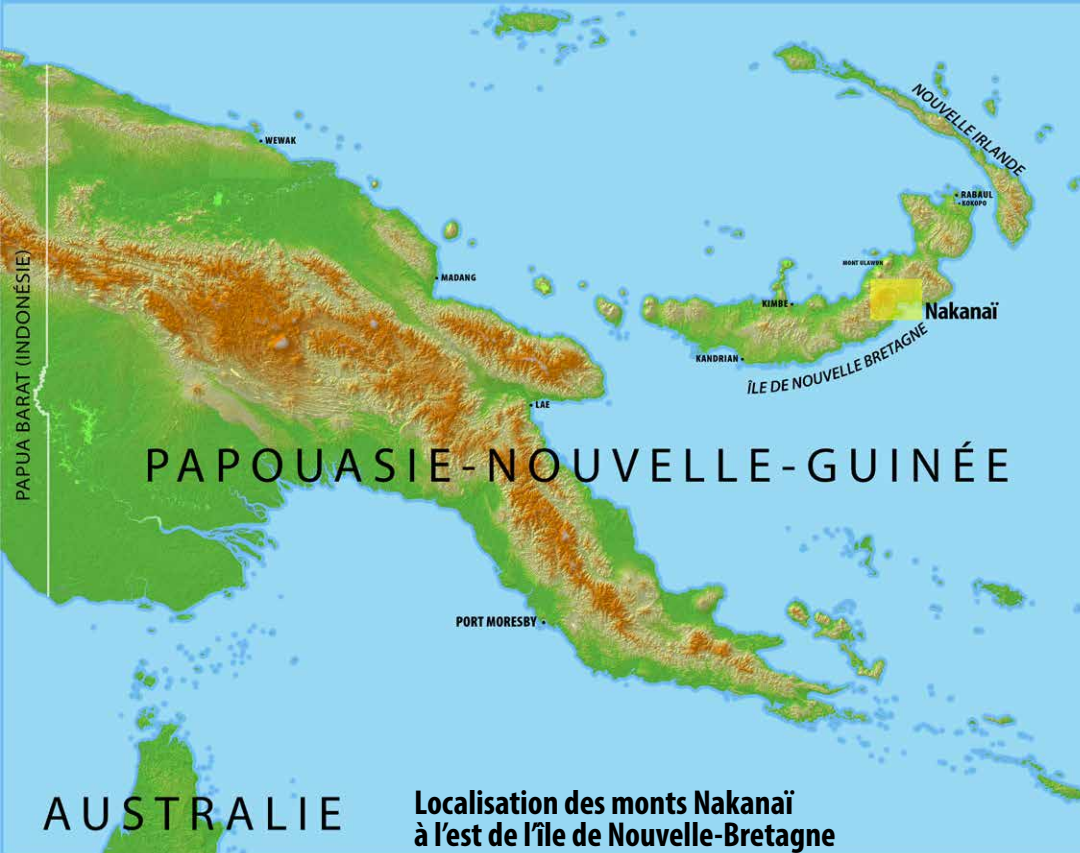 NOUVELLE IRLANDE
WEWAK
RABAUL
KOKOPO
PAPUA BARAT (INDONÉSIE)
MONT ULAWUN
MADANG
KIMBE
Nakanaï
KANDRIAN
ÎLE DE NOUVELLE BRETAGNE
LAE
PAPOUASIE-NOUVELLE-GUINÉE
PORT MORESBY
AUSTRALIE
Localisation des monts Nakanaï
à l'est de l'île de Nouvelle-Bretagne